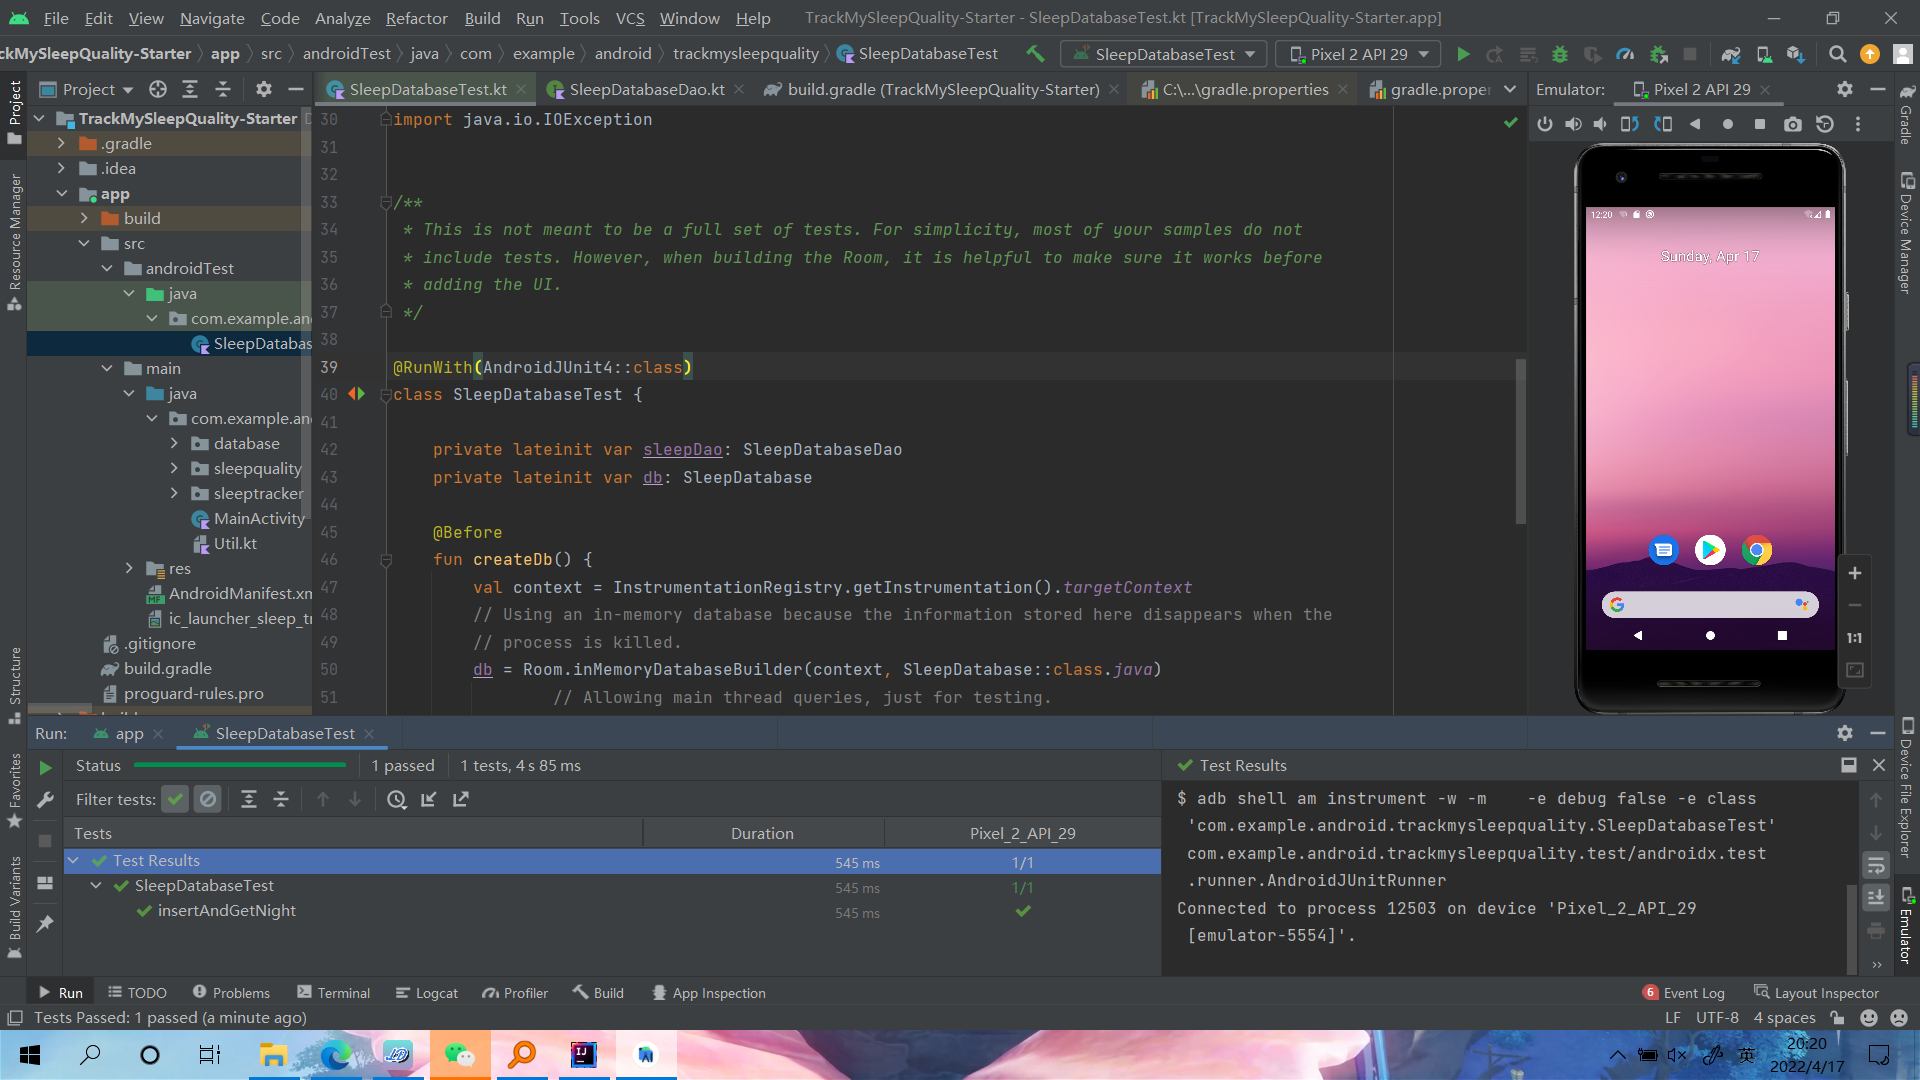 File Edit View Navigate Code Analyze Refactor Build Run Tools VCS Window Help TrackMySleepQuality-Starter - SleepDatabaseTest.kt [TrackMySleepQuality-Starter.app]
ckMySleepQuality-Starter app src androidTest java com example android trackmysleepquality SleepDatabaseTest SleepDatabaseTest Pixel 2 API 29
Project SleepDatabaseTest.kt SleepDatabaseDao.kt build.gradle (TrackMySleepQuality-Starter) C:\...\gradle.properties gradle.proper Emulator: Pixel 2 API 29
Project
Resource Manager
Structure
Favorites
Build Variants
TrackMySleepQuality-Starter
.gradle
.idea
app
build
src
androidTest
java
com.example.an
SleepDatabas
main
java
com.example.an
database
sleepquality
sleeptracker
MainActivity
Util.kt
res
AndroidManifest.xm
ic_launcher_sleep_tr
.gitignore
build.gradle
proguard-rules.pro
30 import java.io.IOException
31
32
33 /**
34 * This is not meant to be a full set of tests. For simplicity, most of your samples do not
35 * include tests. However, when building the Room, it is helpful to make sure it works before
36 * adding the UI.
37 */
38
39 @RunWith(AndroidJUnit4::class)
40 class SleepDatabaseTest {
41
42 private lateinit var sleepDao: SleepDatabaseDao
43 private lateinit var db: SleepDatabase
44
45 @Before
46 fun createDb() {
47 val context = InstrumentationRegistry.getInstrumentation().targetContext
48 // Using an in-memory database because the information stored here disappears when the
49 // process is killed.
50 db = Room.inMemoryDatabaseBuilder(context, SleepDatabase::class.java)
51 // Allowing main thread queries, just for testing.
12:20
Sunday, Apr 17
1:1
Gradle
Device Manager
Device File Explorer
Emulator
Run: app SleepDatabaseTest
Status 1 passed 1 tests, 4 s 85 ms
Filter tests:
Tests Duration Pixel_2_API_29
Test Results 545 ms 1/1
SleepDatabaseTest 545 ms 1/1
insertAndGetNight 545 ms
Test Results
$ adb shell am instrument -w -m -e debug false -e class
'com.example.android.trackmysleepquality.SleepDatabaseTest'
com.example.android.trackmysleepquality.test/androidx.test
.runner.AndroidJUnitRunner
Connected to process 12503 on device 'Pixel_2_API_29
[emulator-5554]'.
Run TODO Problems Terminal Logcat Profiler Build App Inspection 6 Event Log Layout Inspector
Tests Passed: 1 passed (a minute ago) LF UTF-8 4 spaces
英
20:20
2022/4/17